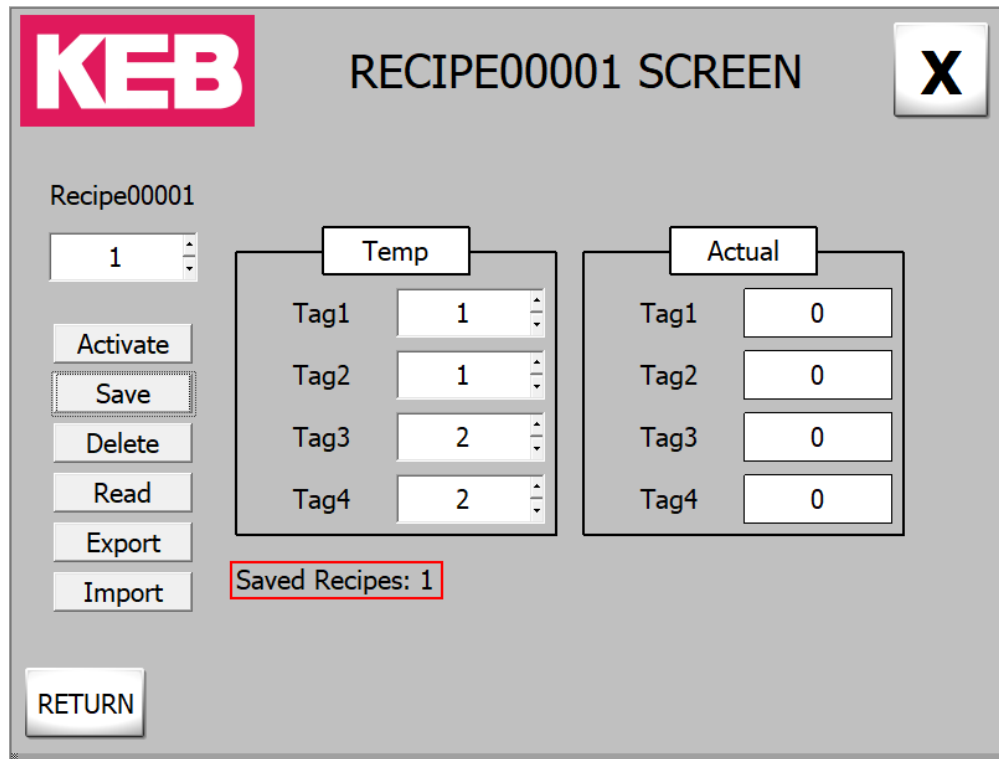 KEB
RECIPE00001 SCREEN
X
Recipe00001
1
Activate
Save
Delete
Read
Export
Import
Temp
Tag1 1
Tag2 1
Tag3 2
Tag4 2
Actual
Tag1 0
Tag2 0
Tag3 0
Tag4 0
Saved Recipes: 1
RETURN